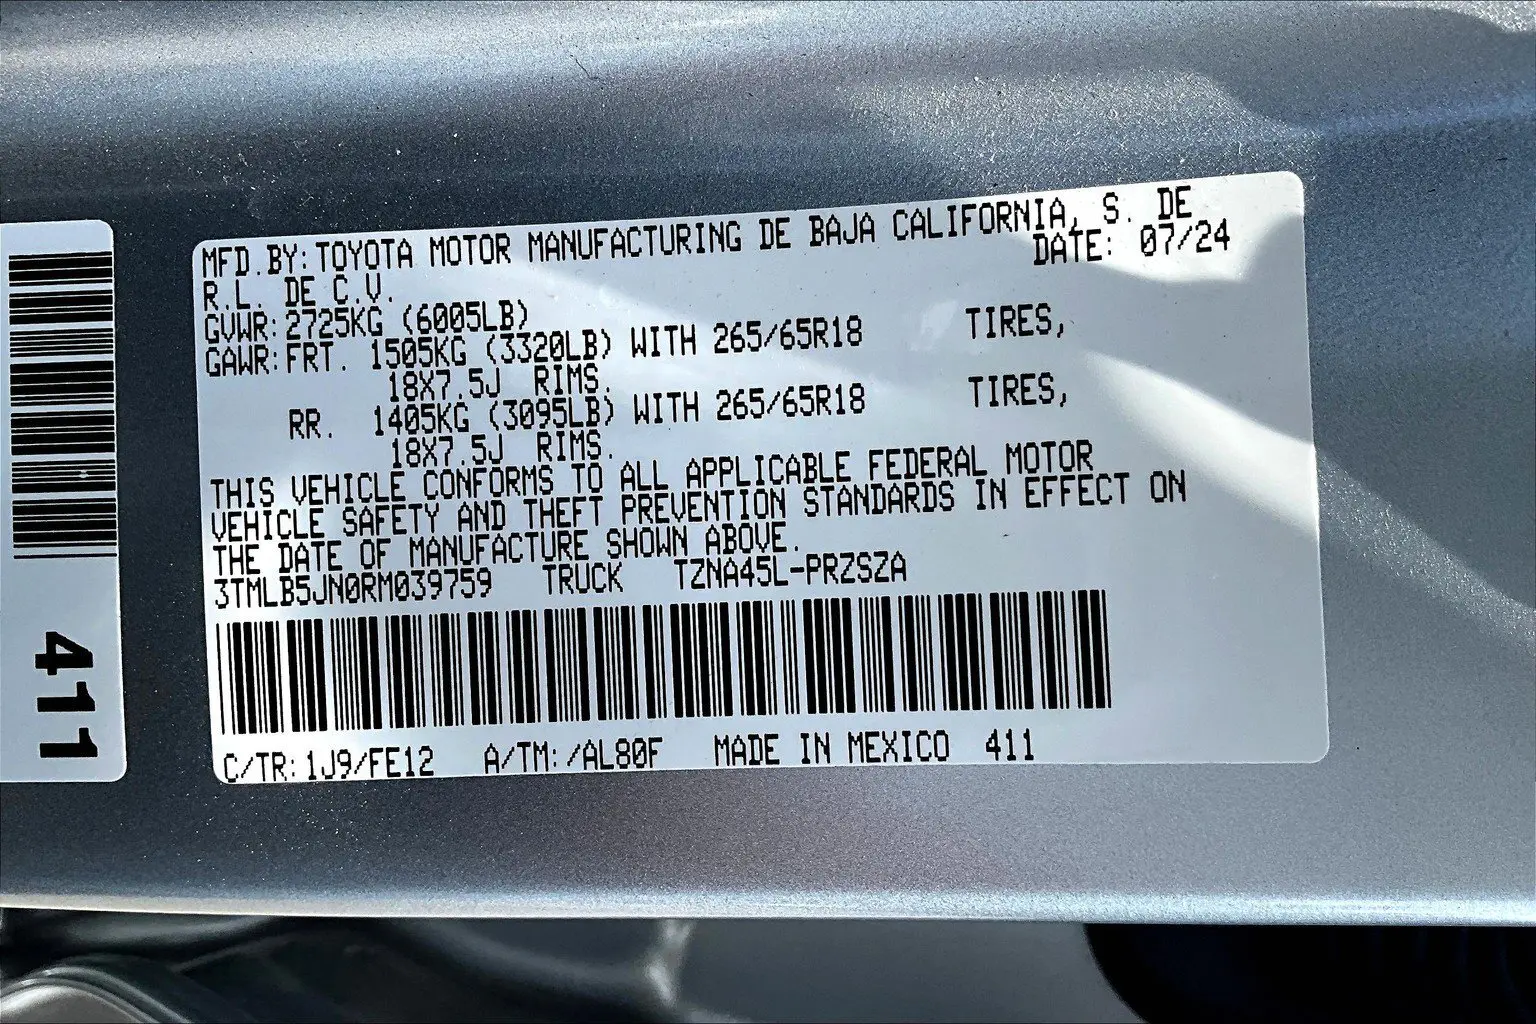 MFD.BY:TOYOTA MOTOR MANUFACTURING DE BAJA CALIFORNIA, S. DE
R.L. DE C.V.
DATE: 07/24
GVWR:2725KG (6005LB)
GAWR:FRT. 1505KG (3320LB) WITH 265/65R18 TIRES,
18X7.5J RIMS.
RR. 1405KG (3095LB) WITH 265/65R18 TIRES,
18X7.5J RIMS.
THIS VEHICLE CONFORMS TO ALL APPLICABLE FEDERAL MOTOR
VEHICLE SAFETY AND THEFT PREVENTION STANDARDS IN EFFECT ON
THE DATE OF MANUFACTURE SHOWN ABOVE.
3TMLB5JN0RM039759 TRUCK TZNA45L-PRZSZA
C/TR:1J9/FE12 A/TM:/AL80F MADE IN MEXICO 411
411